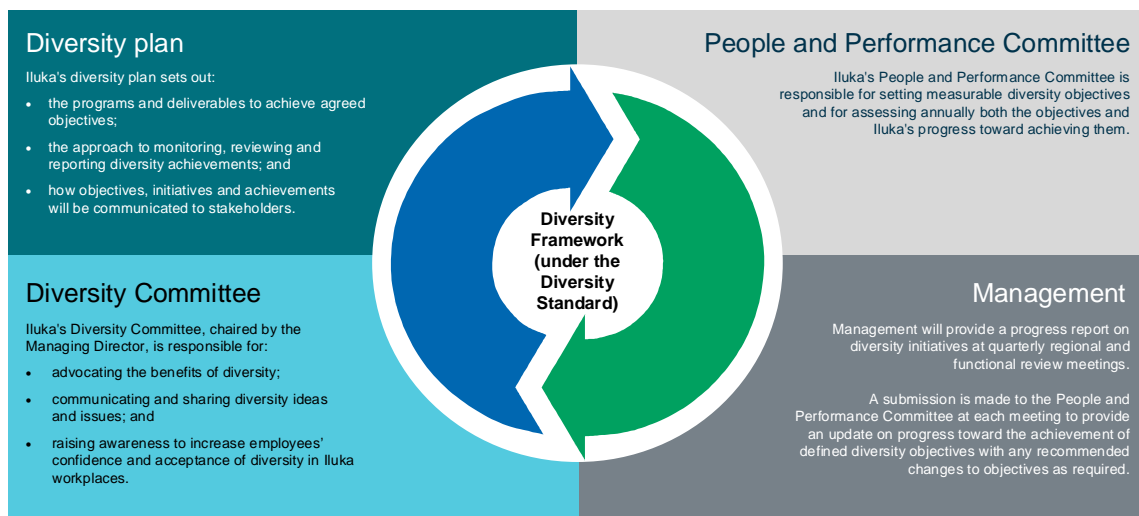 Diversity plan
Iluka's diversity plan sets out:
• the programs and deliverables to achieve agreed
objectives;
• the approach to monitoring, reviewing and
reporting diversity achievements; and
• how objectives, initiatives and achievements
will be communicated to stakeholders.
People and Performance Committee
Iluka's People and Performance Committee is
responsible for setting measurable diversity objectives
and for assessing annually both the objectives and
Iluka's progress toward achieving them.
Diversity
Framework
(under the
Diversity
Standard)
Diversity Committee
Iluka's Diversity Committee, chaired by the
Managing Director, is responsible for:
• advocating the benefits of diversity;
• communicating and sharing diversity ideas
and issues; and
• raising awareness to increase employees'
confidence and acceptance of diversity in Iluka
workplaces.
Management
Management will provide a progress report on
diversity initiatives at quarterly regional and
functional review meetings.
A submission is made to the People and
Performance Committee at each meeting to provide
an update on progress toward the achievement of
defined diversity objectives with any recommended
changes to objectives as required.